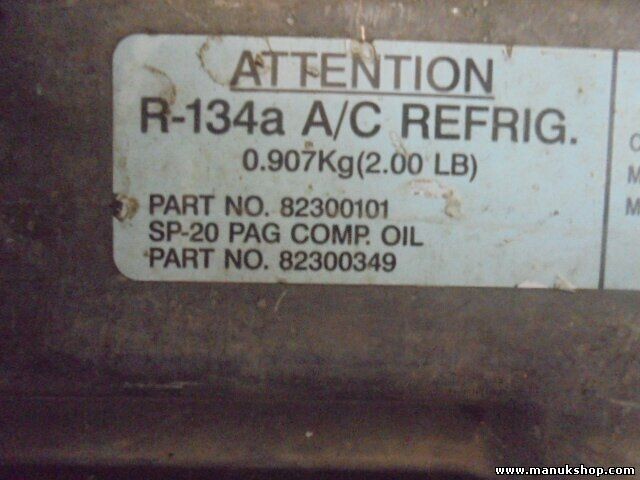 ATTENTION
R-134a A/C REFRIG.
0.907Kg(2.00 LB)
PART NO. 82300101
SP-20 PAG COMP. OIL
PART NO. 82300349
www.manukshop.com